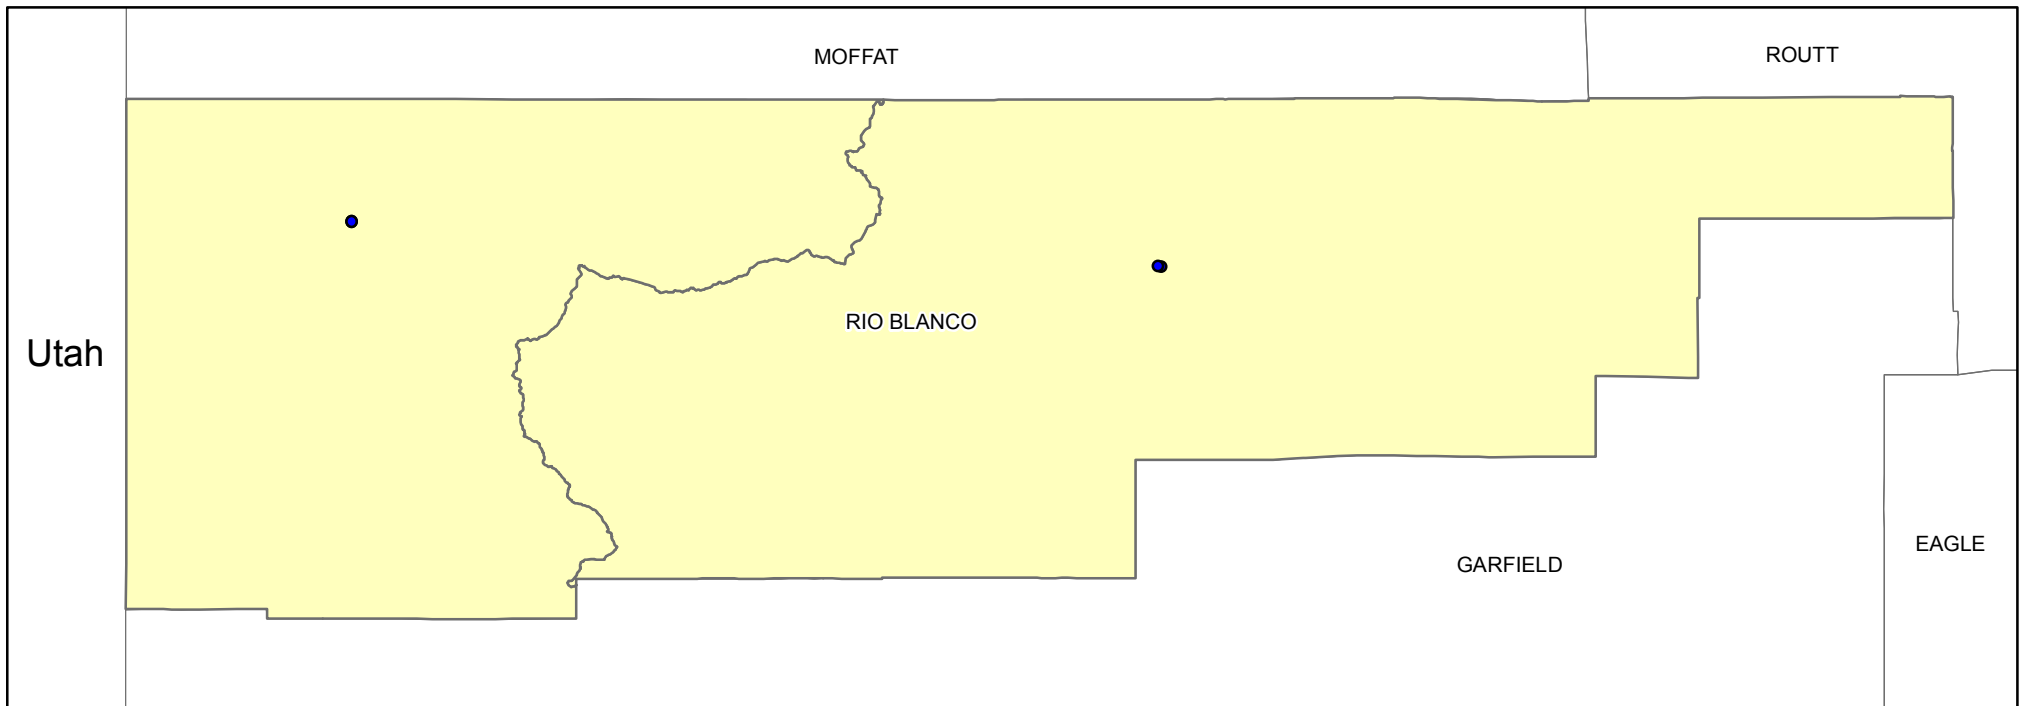 MOFFAT
ROUTT
RIO BLANCO
Utah
EAGLE
GARFIELD